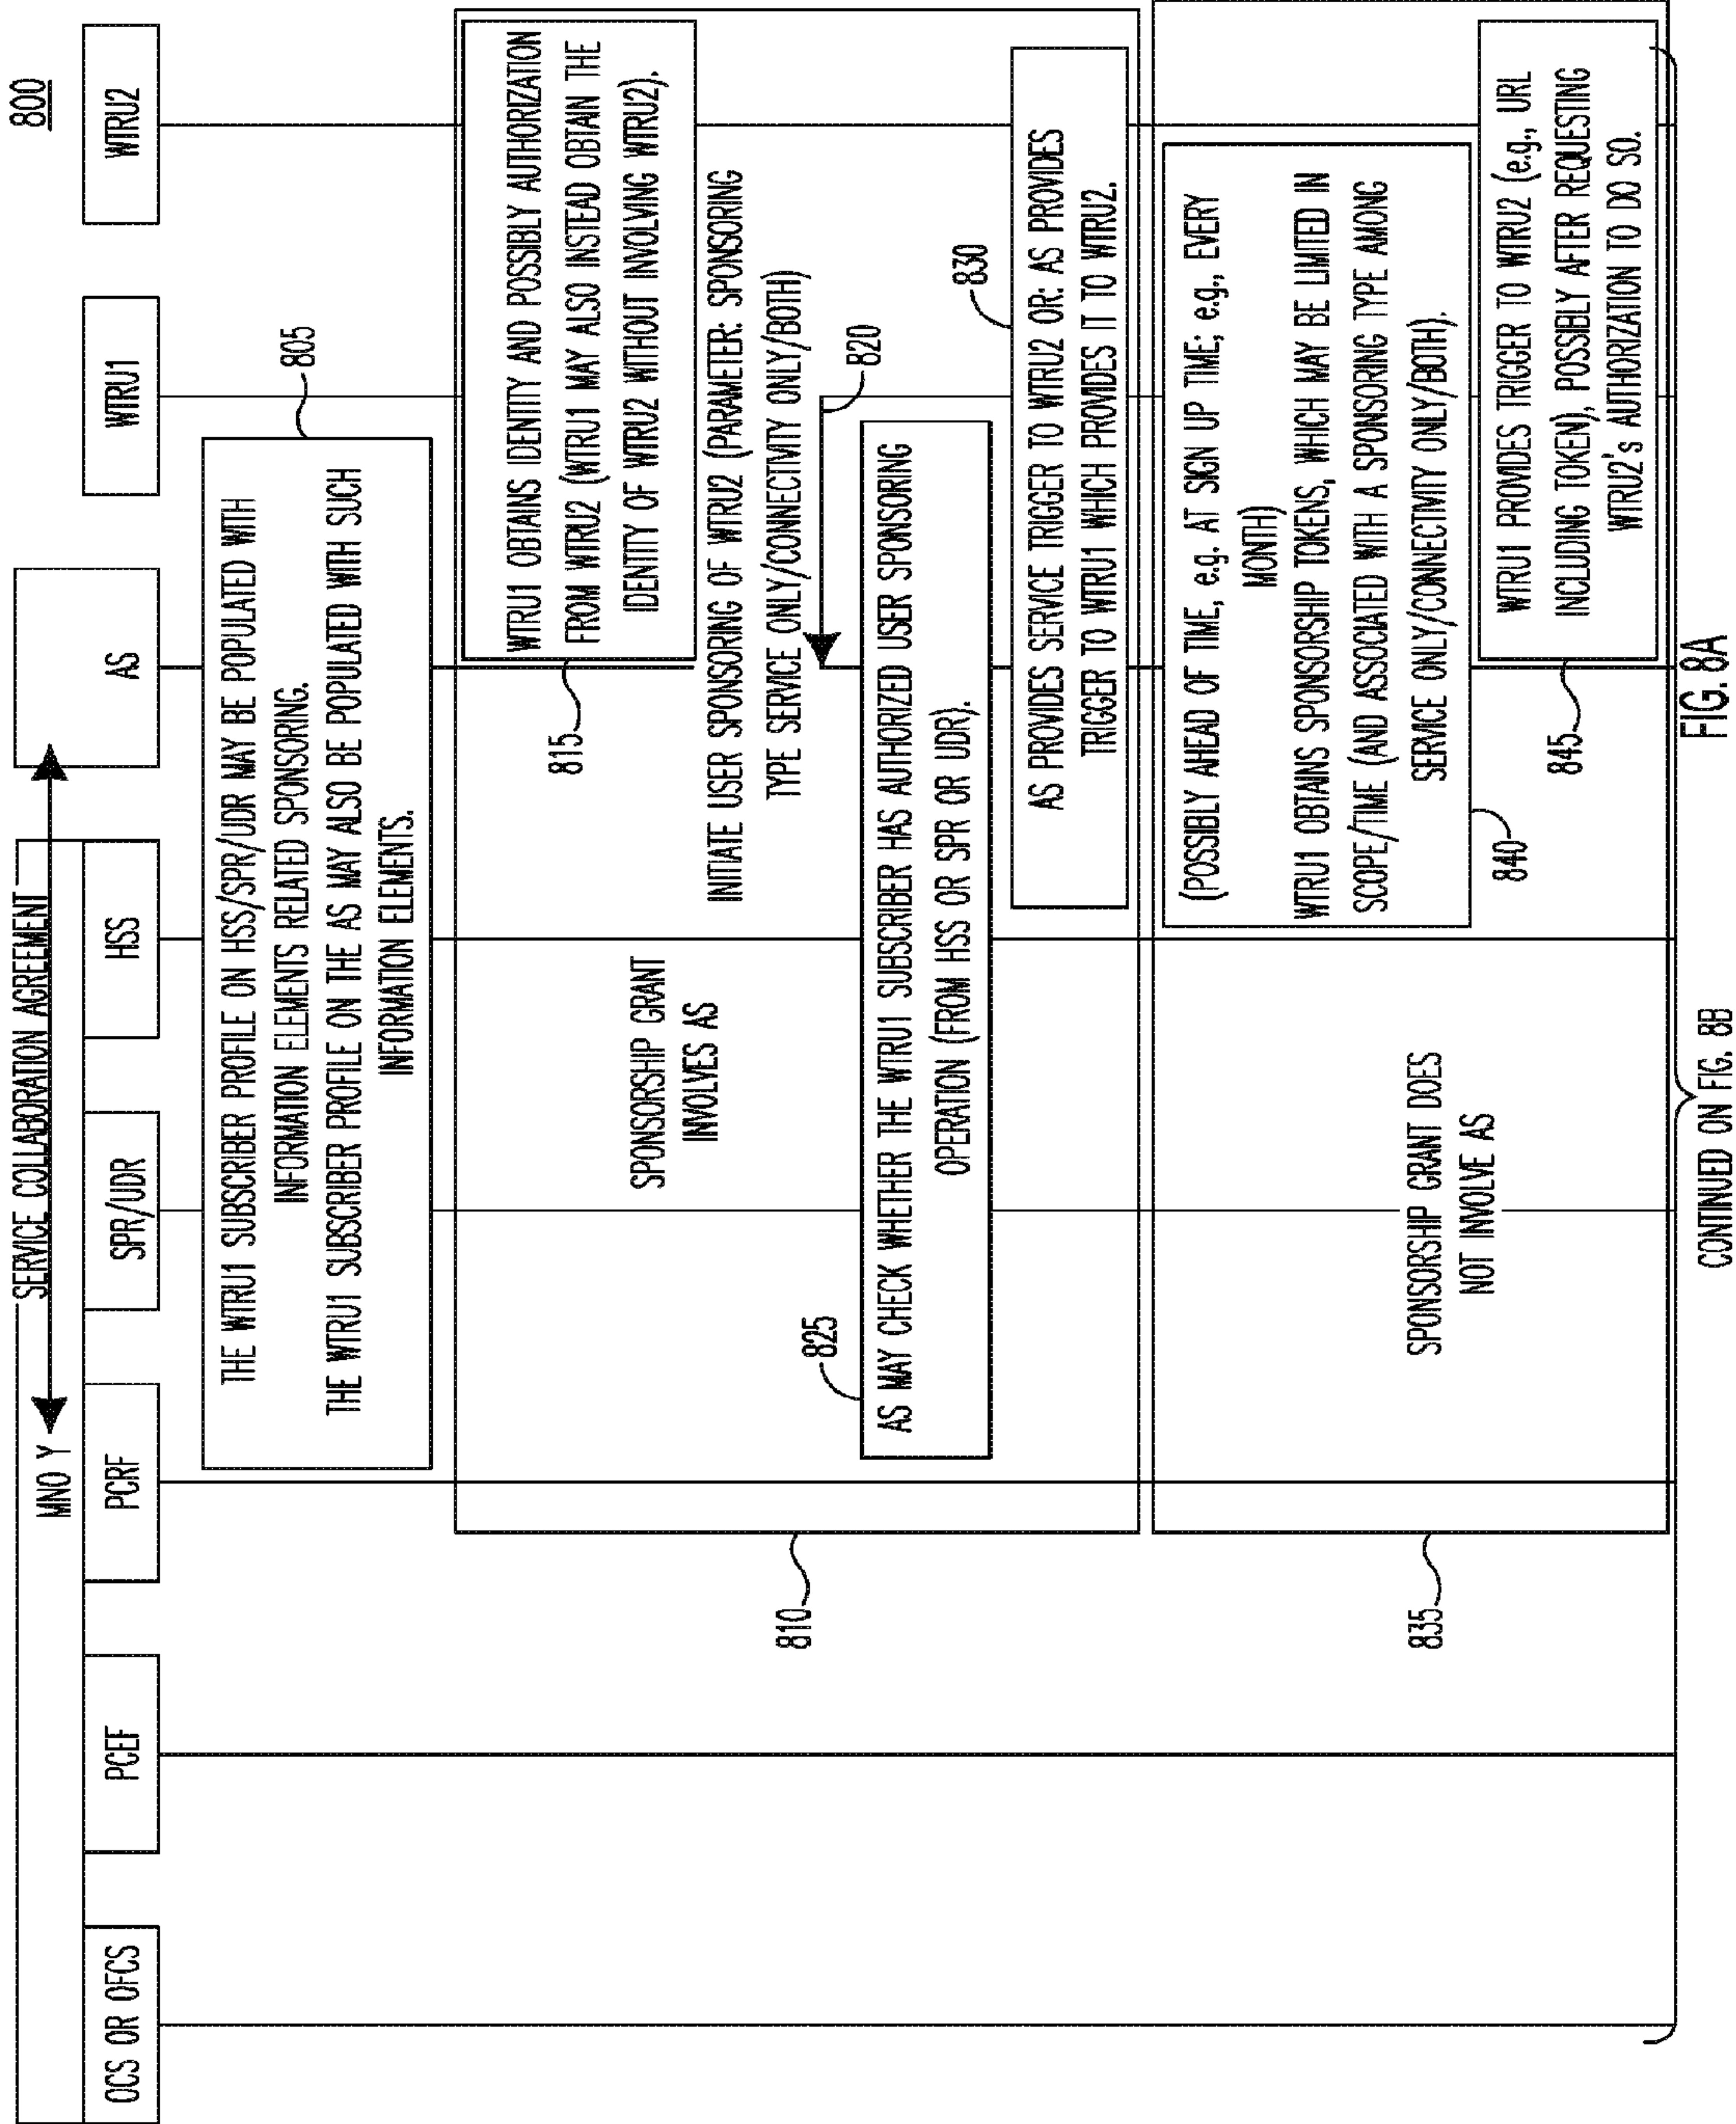 800
SERVICE COLLABORATION AGREEMENT
MNO Y
OCS OR OFCS
PCEF
PCRF
SPR/UDR
HSS
AS
WTRU1
WTRU2
THE WTRU1 SUBSCRIBER PROFILE ON HSS/SPR/UDR MAY BE POPULATED WITH
INFORMATION ELEMENTS RELATED SPONSORING.
THE WTRU1 SUBSCRIBER PROFILE ON THE AS MAY ALSO BE POPULATED WITH SUCH
INFORMATION ELEMENTS.
805
810
SPONSORSHIP GRANT
INVOLVES AS
WTRU1 OBTAINS IDENTITY AND POSSIBLY AUTHORIZATION
FROM WTRU2 (WTRU1 MAY ALSO INSTEAD OBTAIN THE
IDENTITY OF WTRU2 WITHOUT INVOLVING WTRU2).
815
INITIATE USER SPONSORING OF WTRU2 (PARAMETER: SPONSORING
TYPE SERVICE ONLY/CONNECTIVITY ONLY/BOTH)
820
825
AS MAY CHECK WHETHER THE WTRU1 SUBSCRIBER HAS AUTHORIZED USER SPONSORING
OPERATION (FROM HSS OR SPR OR UDR).
830
AS PROVIDES SERVICE TRIGGER TO WTRU2 OR: AS PROVIDES
TRIGGER TO WTRU1 WHICH PROVIDES IT TO WTRU2.
835
SPONSORSHIP GRANT DOES
NOT INVOLVE AS
(POSSIBLY AHEAD OF TIME, e.g. AT SIGN UP TIME; e.g., EVERY
MONTH)
WTRU1 OBTAINS SPONSORSHIP TOKENS, WHICH MAY BE LIMITED IN
SCOPE/TIME (AND ASSOCIATED WITH A SPONSORING TYPE AMONG
SERVICE ONLY/CONNECTIVITY ONLY/BOTH).
840
WTRU1 PROVIDES TRIGGER TO WTRU2 (e.g., URL
INCLUDING TOKEN), POSSIBLY AFTER REQUESTING
WTRU2's AUTHORIZATION TO DO SO.
845
CONTINUED ON FIG. 8B
FIG. 8A